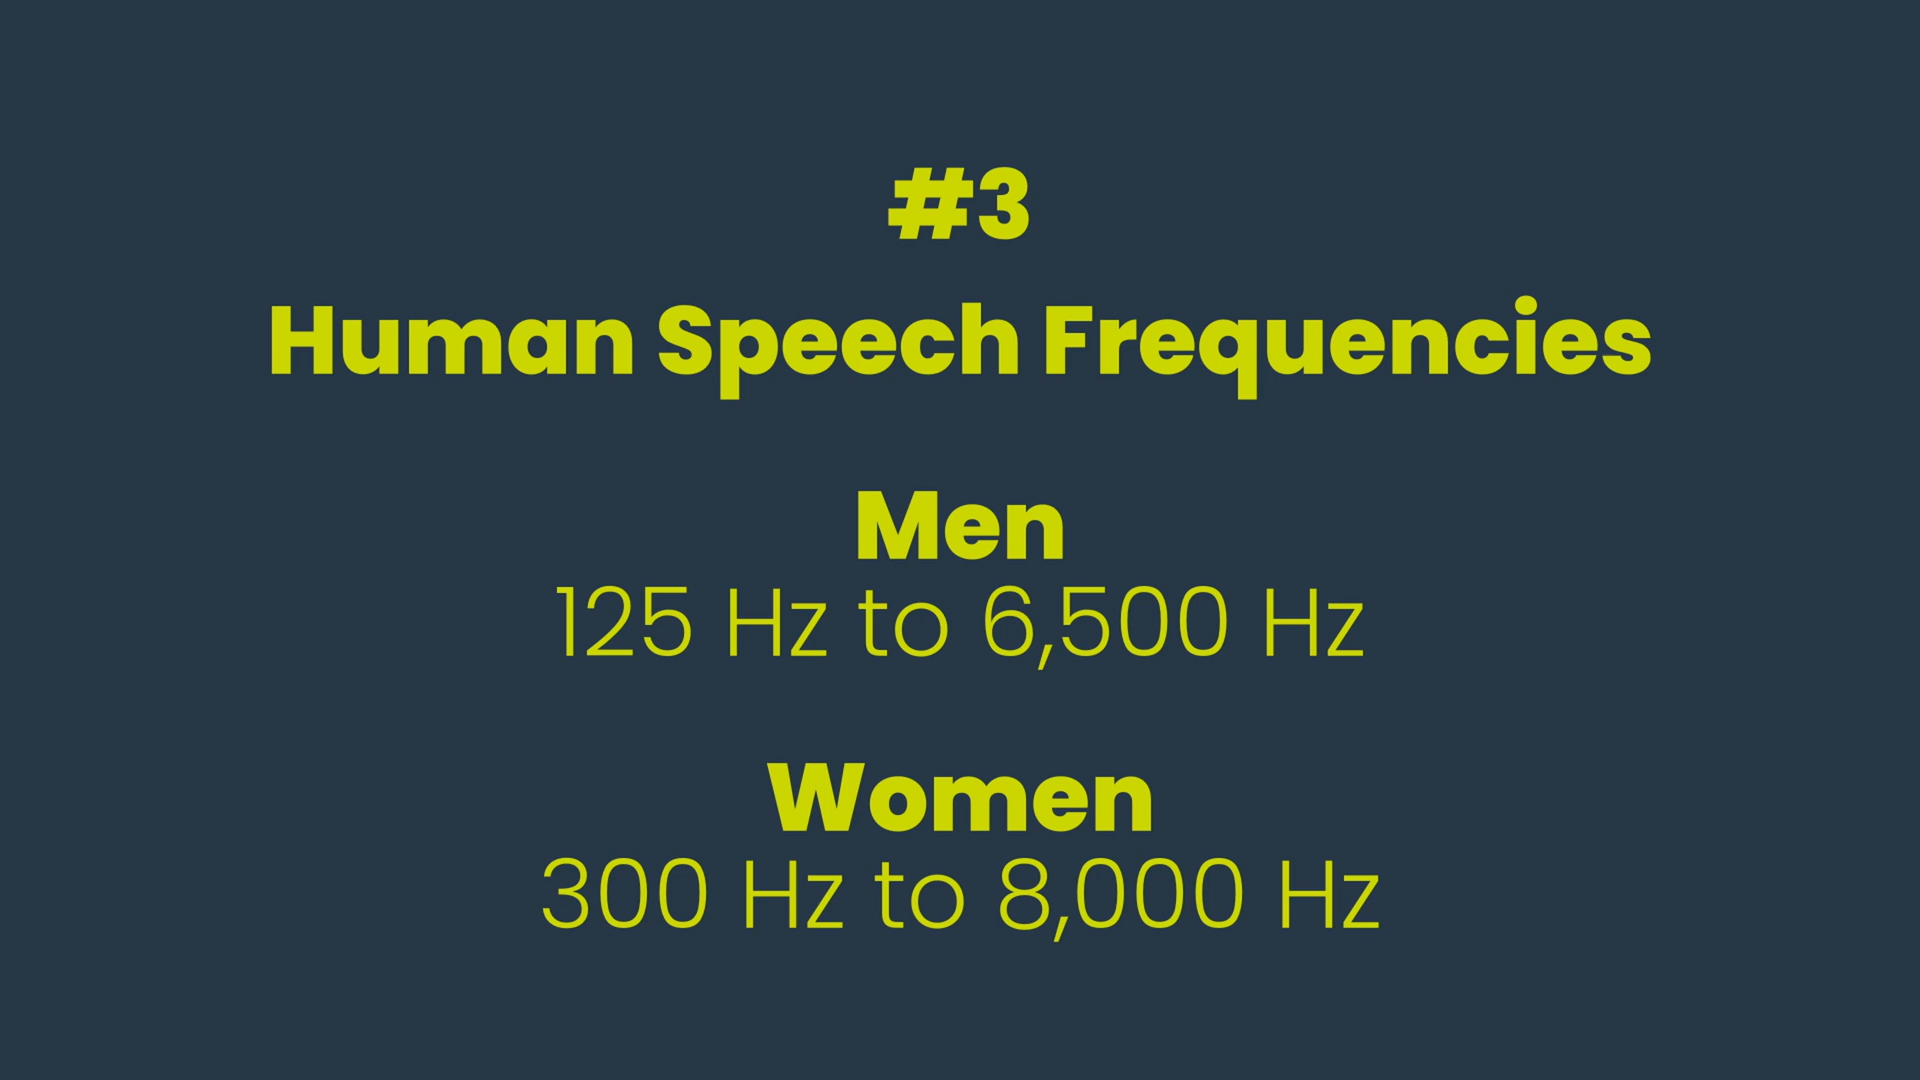 #3
Human Speech Frequencies
Men
125 Hz to 6,500 Hz
Women
300 Hz to 8,000 Hz